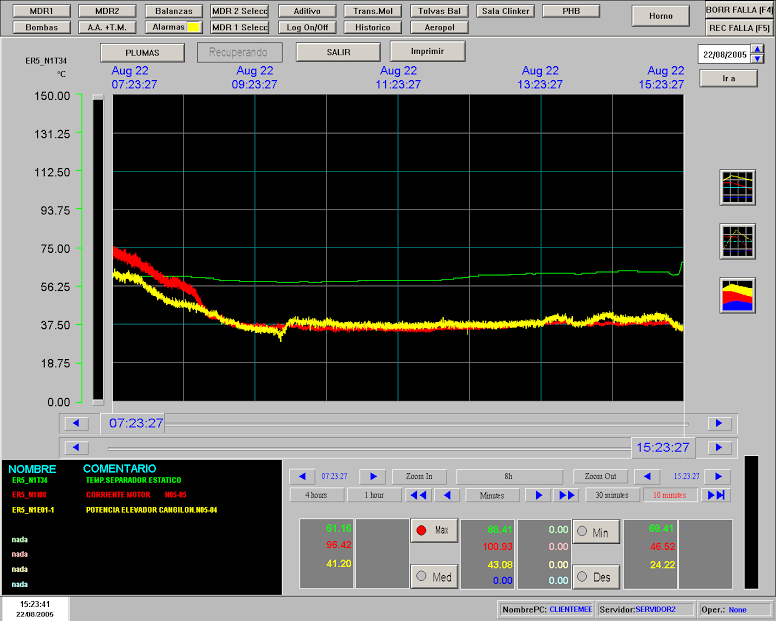 MDR1 MDR2 Balanzas MDR 2 Selecc Aditivo Trans.Mol Tolvas Bal Sala Clinker PHB Horno BORR FALLA [F4]
Bombas A.A. +T.M. Alarmas MDR 1 Selecc Log On/Off Historico Aeropol REC FALLA [F5]
PLUMAS Recuperando SALIR Imprimir 22/08/2005
ER5_N1T34
°C
Ir a
Aug 22 Aug 22 Aug 22 Aug 22 Aug 22
07:23:27 09:23:27 11:23:27 13:23:27 15:23:27
150.00
131.25
112.50
93.75
75.00
56.25
37.50
18.75
0.00
07:23:27
15:23:27
NOMBRE COMENTARIO
ER5_N1T34 TEMP.SEPARADOR ESTATICO
CORRIENTE MOTOR N05-05
ER5_N1E01-1 POTENCIA ELEVADOR CANGILON.N05-04
nada
nada
nada
nada
07:23:27 Zoom In 8h Zoom Out 15:23:27
4 hours 1 hour Minutes 30 minutes 10 minutes
61.16 Max 68.41 0.00 Min 68.41
96.42 100.93 0.00 46.52
41.20 43.08 0.00 24.22
Med 0.00 0.00 Des
15:23:41
22/08/2005
NombrePC: CLIENTEMEE Servidor: SERVIDOR2 Oper.: None